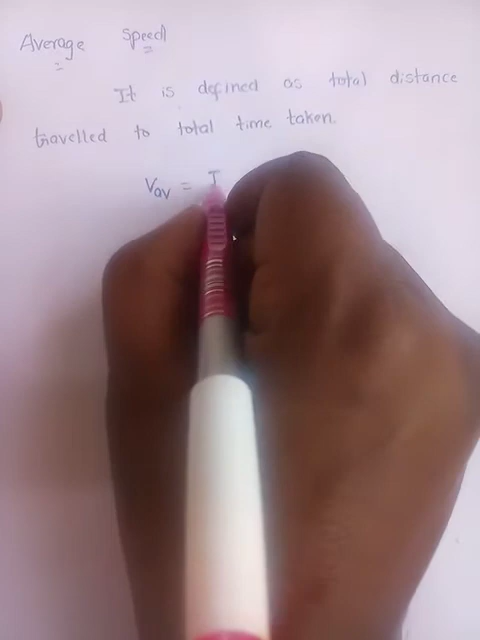 Average Speed
It is defined as total distance
travelled to total time taken.
Vav = T